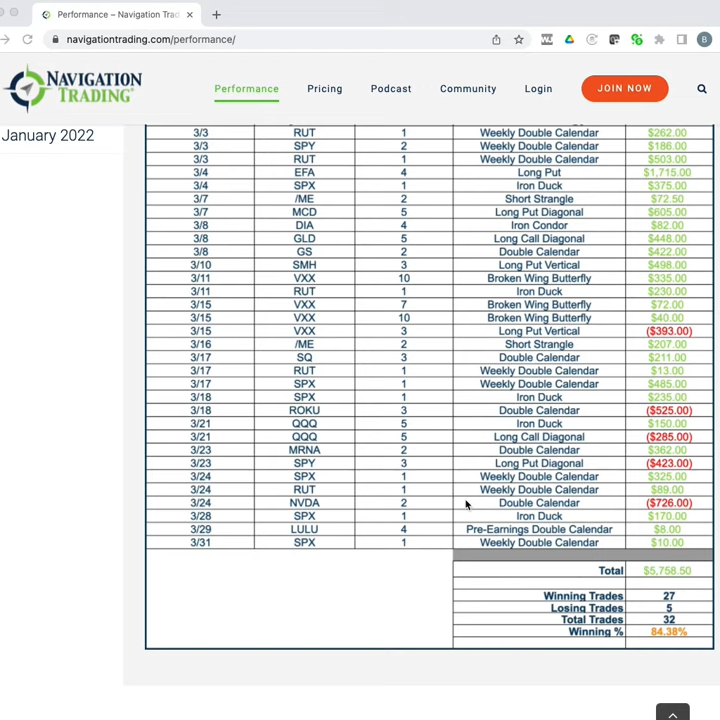 Performance – Navigation Trad
navigationtrading.com/performance/
NAVIGATION TRADING®
Performance Pricing Podcast Community Login JOIN NOW
January 2022
3/3 RUT 1 Weekly Double Calendar $262.00
3/3 SPY 2 Weekly Double Calendar $186.00
3/3 RUT 1 Weekly Double Calendar $503.00
3/4 EFA 4 Long Put $1,715.00
3/4 SPX 1 Iron Duck $375.00
3/7 /ME 2 Short Strangle $72.50
3/7 MCD 5 Long Put Diagonal $605.00
3/8 DIA 4 Iron Condor $82.00
3/8 GLD 5 Long Call Diagonal $448.00
3/8 GS 2 Double Calendar $422.00
3/10 SMH 3 Long Put Vertical $498.00
3/11 VXX 10 Broken Wing Butterfly $335.00
3/11 RUT 1 Iron Duck $230.00
3/15 VXX 7 Broken Wing Butterfly $72.00
3/15 VXX 10 Broken Wing Butterfly $40.00
3/15 VXX 3 Long Put Vertical ($393.00)
3/16 /ME 2 Short Strangle $207.00
3/17 SQ 3 Double Calendar $211.00
3/17 RUT 1 Weekly Double Calendar $13.00
3/17 SPX 1 Weekly Double Calendar $485.00
3/18 SPX 1 Iron Duck $235.00
3/18 ROKU 3 Double Calendar ($525.00)
3/21 QQQ 5 Iron Duck $150.00
3/21 QQQ 5 Long Call Diagonal ($285.00)
3/23 MRNA 2 Double Calendar $362.00
3/23 SPY 3 Long Put Diagonal ($423.00)
3/24 SPX 1 Weekly Double Calendar $325.00
3/24 RUT 1 Weekly Double Calendar $89.00
3/24 NVDA 2 Double Calendar ($726.00)
3/28 SPX 1 Iron Duck $170.00
3/29 LULU 4 Pre-Earnings Double Calendar $8.00
3/31 SPX 1 Weekly Double Calendar $10.00
Total $5,758.50
Winning Trades 27
Losing Trades 5
Total Trades 32
Winning % 84.38%